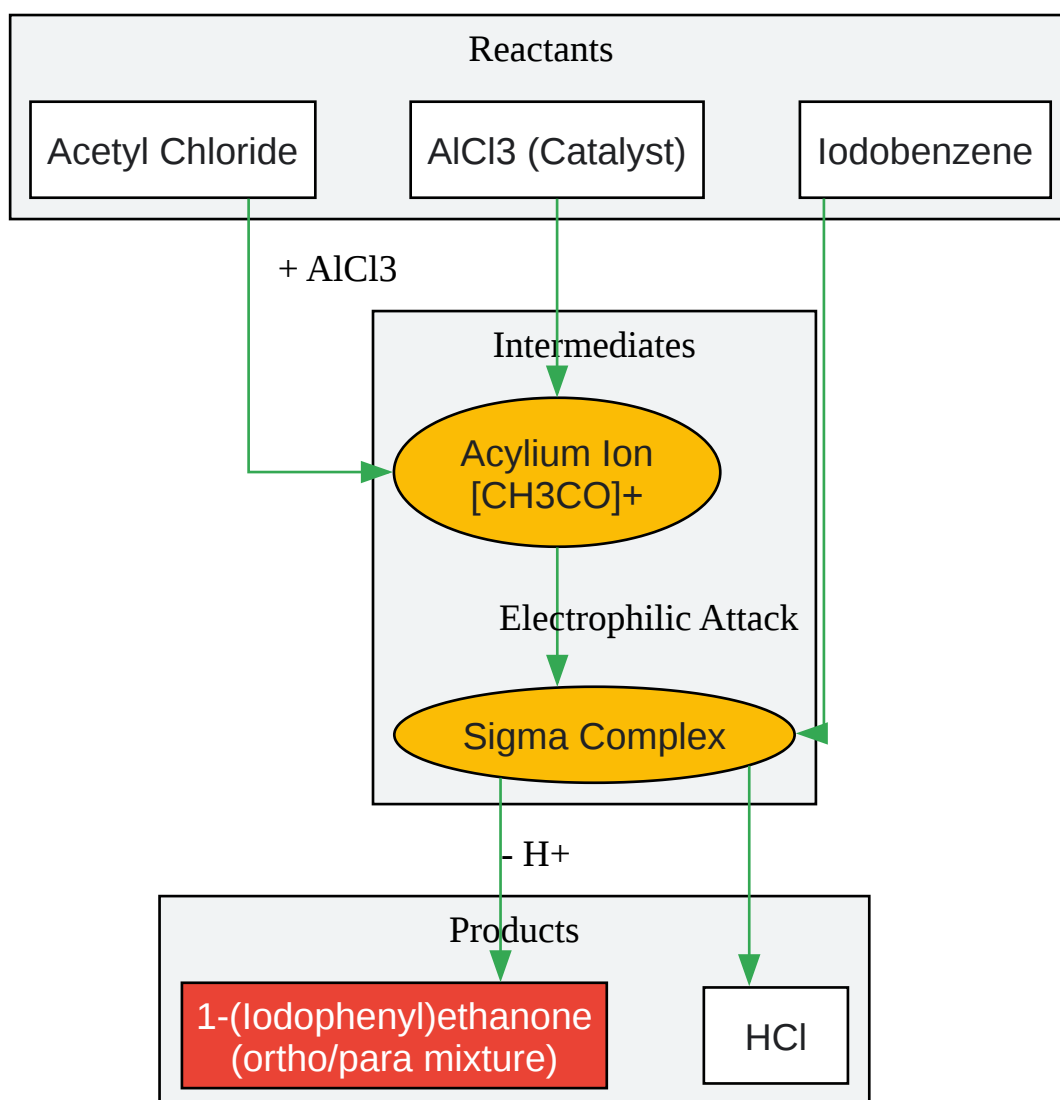 Reactants
Acetyl Chloride
AlCl3 (Catalyst)
Iodobenzene
+ AlCl3
Intermediates
Acylium Ion
[CH3CO]+
Electrophilic Attack
Sigma Complex
- H+
Products
1-(Iodophenyl)ethanone
(ortho/para mixture)
HCl